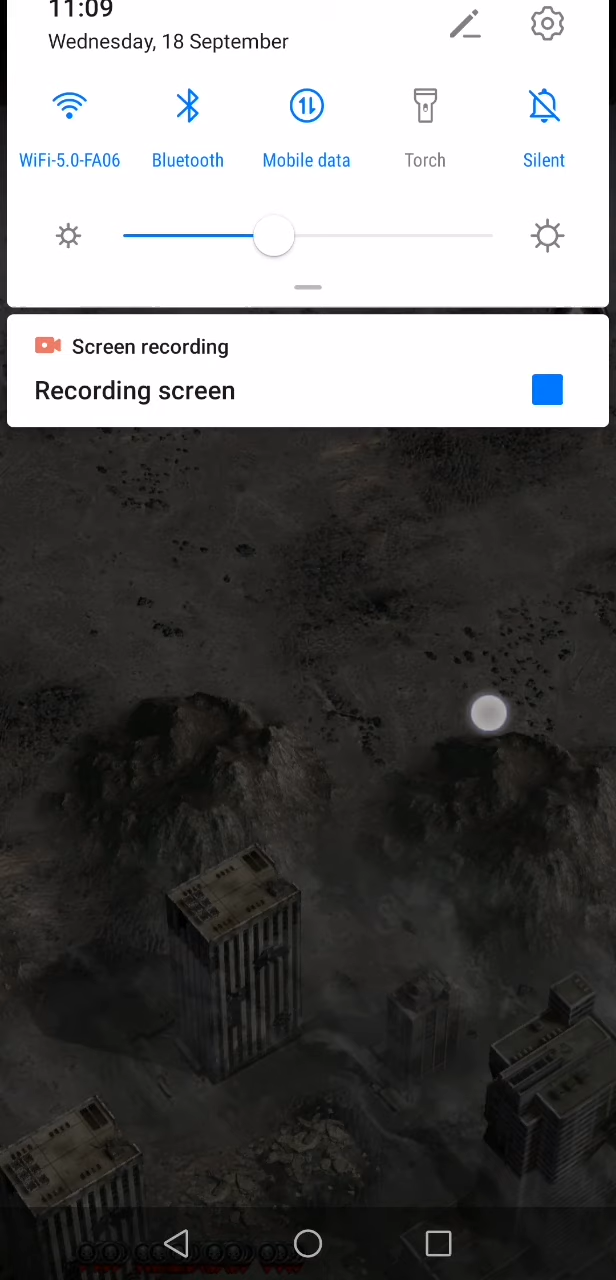 11:09
Wednesday, 18 September
WiFi-5.0-FA06 Bluetooth Mobile data Torch Silent
Screen recording
Recording screen